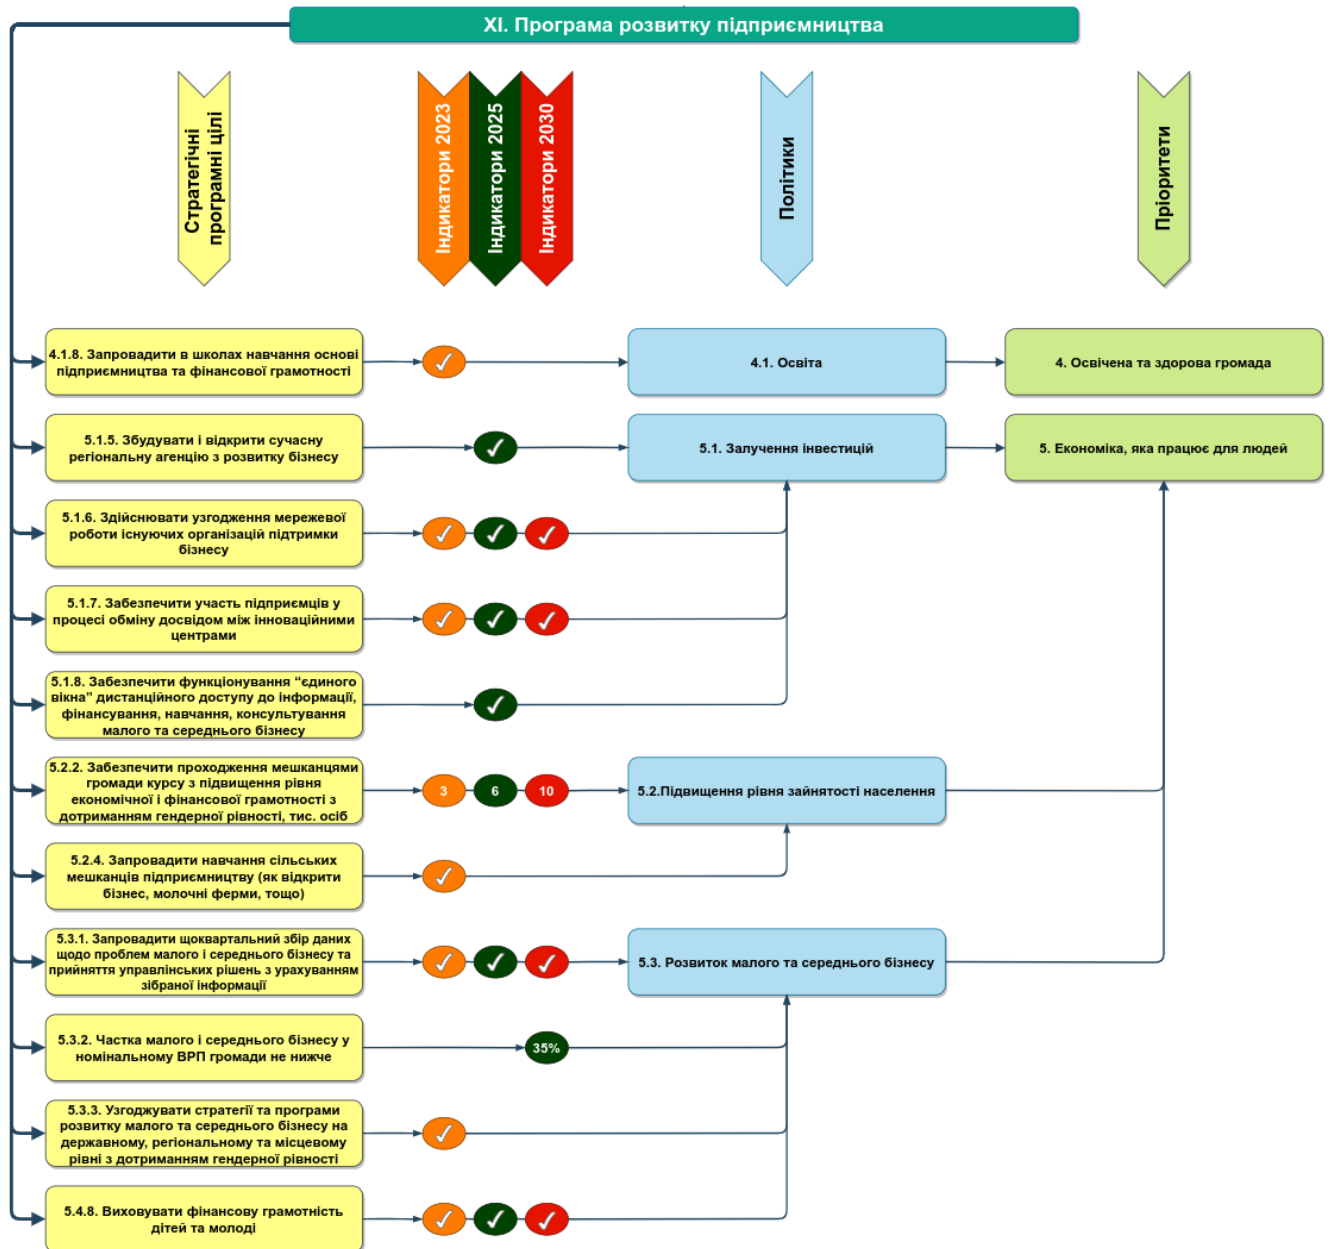 XI. Програма розвитку підприємництва
Стратегічні
програмні цілі
Індикатори 2023
Індикатори 2025
Індикатори 2030
Політики
Пріоритети
4.1.8. Запровадити в школах навчання основі
підприємництва та фінансової грамотності
4.1. Освіта
4. Освічена та здорова громада
5.1.5. Збудувати і відкрити сучасну
регіональну агенцію з розвитку бізнесу
5.1. Залучення інвестицій
5. Економіка, яка працює для людей
5.1.6. Здійснювати узгодження мережевої
роботи існуючих організацій підтримки
бізнесу
5.1.7. Забезпечити участь підприємців у
процесі обміну досвідом між інноваційними
центрами
5.1.8. Забезпечити функціонування “єдиного
вікна” дистанційного доступу до інформації,
фінансування, навчання, консультування
малого та середнього бізнесу
5.2.2. Забезпечити проходження мешканцями
громади курсу з підвищення рівня
економічної і фінансової грамотності з
дотриманням гендерної рівності, тис. осіб
3
6
10
5.2.Підвищення рівня зайнятості населення
5.2.4. Запровадити навчання сільських
мешканців підприємництву (як відкрити
бізнес, молочні ферми, тощо)
5.3.1. Запровадити щоквартальний збір даних
щодо проблем малого і середнього бізнесу та
прийняття управлінських рішень з урахуванням
зібраної інформації
5.3. Розвиток малого та середнього бізнесу
5.3.2. Частка малого і середнього бізнесу у
номінальному ВРП громади не нижче
35%
5.3.3. Узгоджувати стратегії та програми
розвитку малого та середнього бізнесу на
державному, регіональному та місцевому
рівні з дотриманням гендерної рівності
5.4.8. Виховувати фінансову грамотність
дітей та молоді